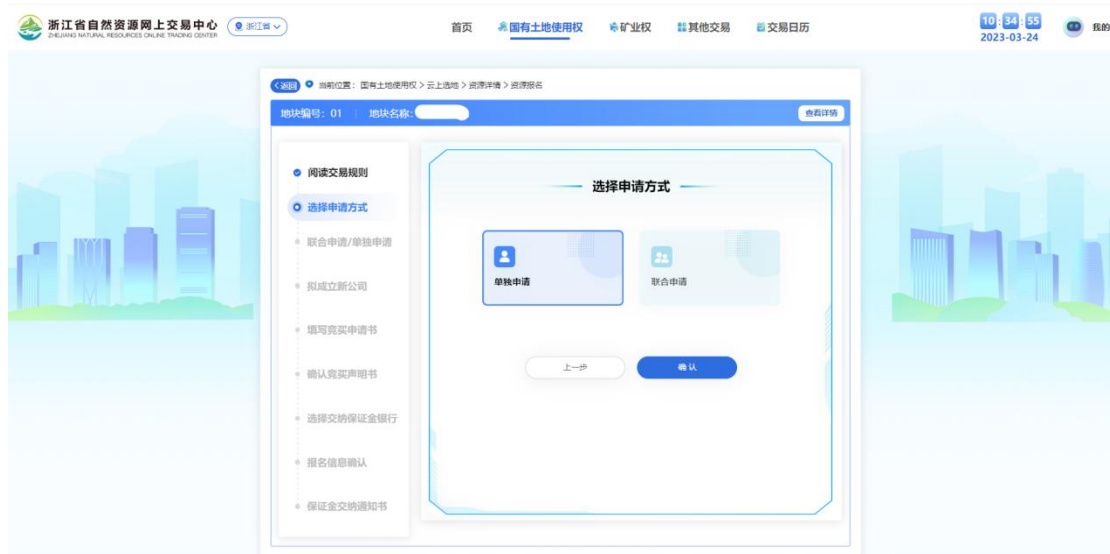 浙江省自然资源网上交易中心
ZHEJIANG NATURAL RESOURCES ONLINE TRADING CENTER
浙江省
首页 国有土地使用权 矿业权 其他交易 交易日历
10:34:55
2023-03-24
我的
返回 当前位置：国有土地使用权 > 云上选地 > 资源详情 > 资源报名
地块编号：01 地块名称：
查看详情
阅读交易规则
选择申请方式
联合申请/单独申请
拟成立新公司
填写竞买申请书
确认竞买声明书
选择交纳保证金银行
报名信息确认
保证金交纳通知书
选择申请方式
单独申请 联合申请
上一步 确认